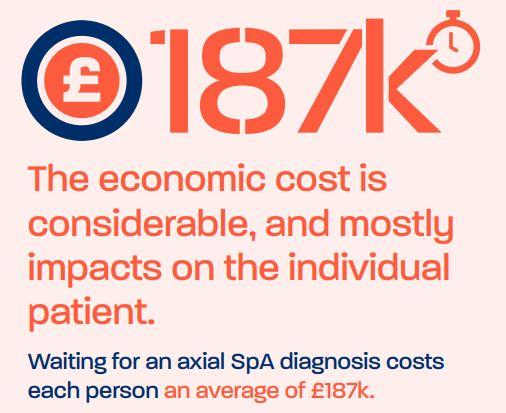 £ 187k
The economic cost is
considerable, and mostly
impacts on the individual
patient.
Waiting for an axial SpA diagnosis costs
each person an average of £187k.